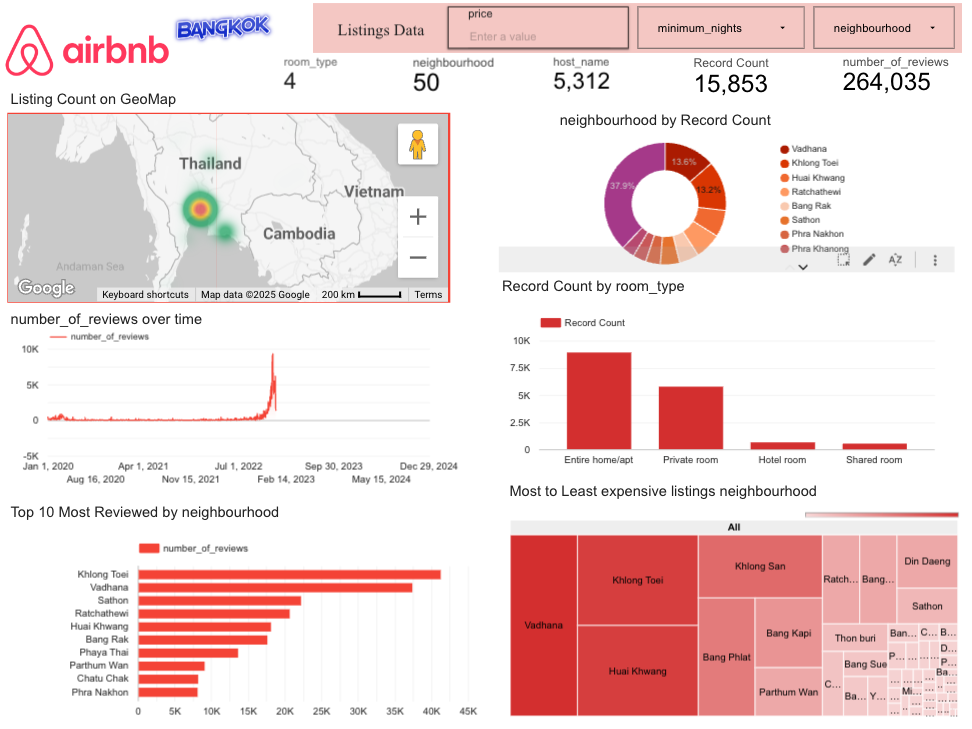 airbnb
BANGKOK
Listings Data
price
Enter a value
minimum_nights
neighbourhood
room_type
4
neighbourhood
50
host_name
5,312
Record Count
15,853
number_of_reviews
264,035
Listing Count on GeoMap
Thailand
Vietnam
Cambodia
Andaman Sea
Google
Keyboard shortcuts
Map data ©2025 Google
200 km
Terms
neighbourhood by Record Count
13.6%
13.2%
37.9%
Vadhana
Khlong Toei
Huai Khwang
Ratchathewi
Bang Rak
Sathon
Phra Nakhon
Phra Khanong
number_of_reviews over time
number_of_reviews
10K
5K
0
-5K
Jan 1, 2020
Apr 1, 2021
Jul 1, 2022
Sep 30, 2023
Dec 29, 2024
Aug 16, 2020
Nov 15, 2021
Feb 14, 2023
May 15, 2024
Record Count by room_type
Record Count
10K
7.5K
5K
2.5K
0
Entire home/apt
Private room
Hotel room
Shared room
Top 10 Most Reviewed by neighbourhood
number_of_reviews
Khlong Toei
Vadhana
Sathon
Ratchathewi
Huai Khwang
Bang Rak
Phaya Thai
Parthum Wan
Chatu Chak
Phra Nakhon
0
5K
10K
15K
20K
25K
30K
35K
40K
45K
Most to Least expensive listings neighbourhood
All
Vadhana
Khlong Toei
Huai Khwang
Khlong San
Bang Phlat
Bang Kapi
Parthum Wan
Ratch...
Bang...
Din Daeng
Sathon
Thon buri
Bang Sue
C...
Ba...
Y...
Ban...
C...
B...
P...
D...
P...
Ba...
Mi...